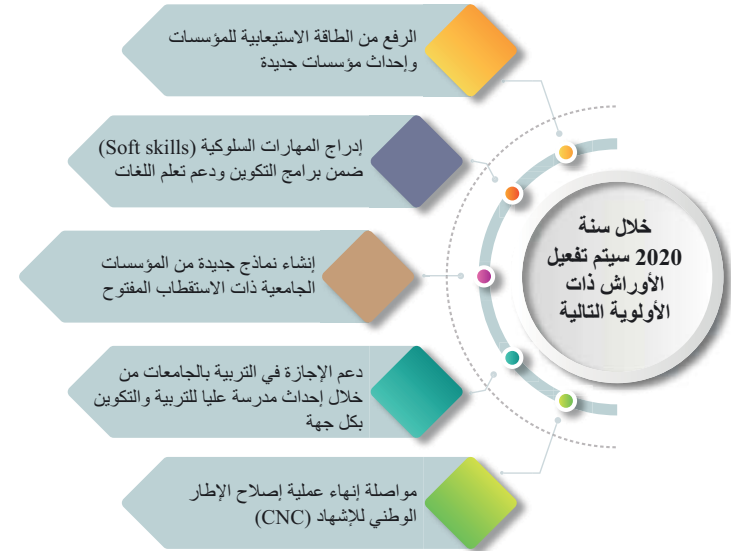 خلال سنة
2020 سيتم تفعيل
الأوراش ذات
الأولوية التالية
الرفع من الطاقة الاستيعابية للمؤسسات
وإحداث مؤسسات جديدة
إدراج المهارات السلوكية (Soft skills)
ضمن برامج التكوين ودعم تعلم اللغات
إنشاء نماذج جديدة من المؤسسات
الجامعية ذات الاستقطاب المفتوح
دعم الإجازة في التربية بالجامعات من
خلال إحداث مدرسة عليا للتربية والتكوين
بكل جهة
مواصلة إنهاء عملية إصلاح الإطار
الوطني للإشهاد (CNC)